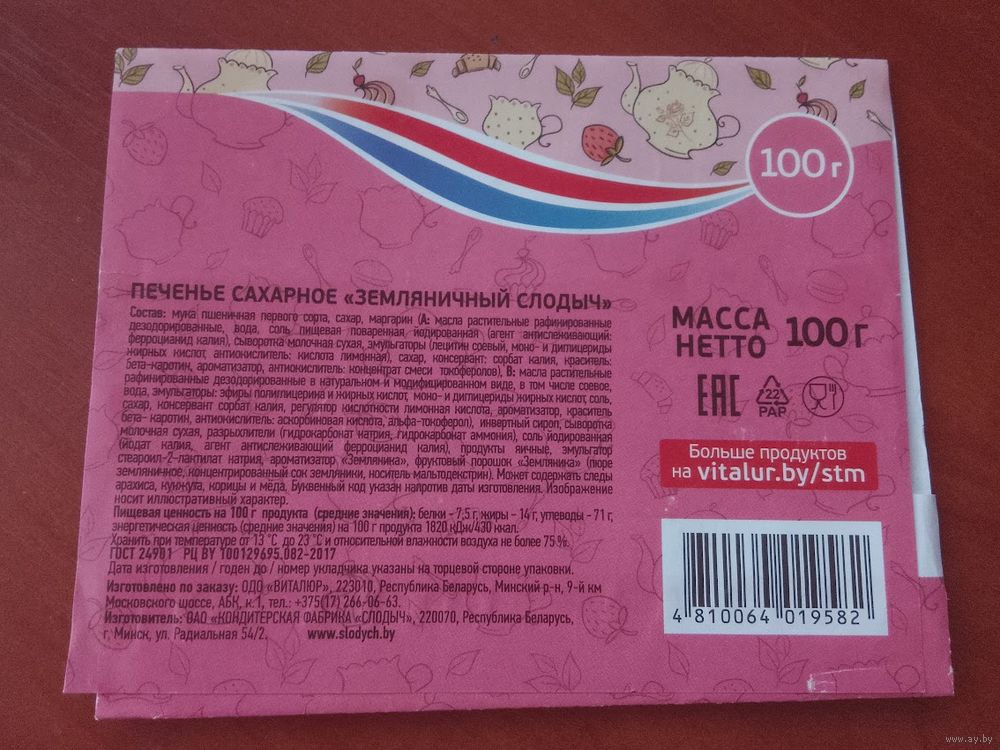 100 г
ПЕЧЕНЬЕ САХАРНОЕ «ЗЕМЛЯНИЧНЫЙ СЛОДЫЧ»
Состав: мука пшеничная первого сорта, сахар, маргарин (А: масла растительные рафинированные
дезодорированные, вода, соль пищевая поваренная йодированная (агент антислеживающий:
ферроцианид калия), сыворотка молочная сухая, эмульгаторы (лецитин соевый, моно- и диглицериды
жирных кислот, антиокислитель: кислота лимонная), сахар, консервант: сорбат калия, краситель:
бета-каротин, ароматизатор, антиокислитель: концентрат смеси токоферолов), В: масла растительные
рафинированные дезодорированные в натуральном и модифицированном виде, в том числе соевое,
вода, эмульгаторы: эфиры полиглицерина и жирных кислот, моно- и диглицериды жирных кислот, соль,
сахар, консервант сорбат калия, регулятор кислотности лимонная кислота, ароматизатор, краситель
бета- каротин, антиокислитель: аскорбиновая кислота, альфа-токоферол), инвертный сироп, сыворотка
молочная сухая, разрыхлители (гидрокарбонат натрия, гидрокарбонат аммония), соль йодированная
(йодат калия, агент антислеживающий ферроцианид калия), продукты яичные, эмульгатор
стеароил-2-лактилат натрия, ароматизатор «Земляника», фруктовый порошок «Земляника» (пюре
земляничное, концентрированный сок земляники, носитель мальтодекстрин). Может содержать следы
арахиса, кунжута, корицы и мёда. Буквенный код указан напротив даты изготовления. Изображение
носит иллюстративный характер.
Пищевая ценность на 100 г продукта (средние значения): белки - 7,5 г, жиры - 14 г, углеводы - 71 г,
энергетическая ценность (средние значения) на 100 г продукта 1820 кДж/430 ккал.
Хранить при температуре от 13 °С до 23 °С и относительной влажности воздуха не более 75 %.
ГОСТ 24901 РЦ BY 100129695.082-2017
Дата изготовления / годен до / номер укладчика указаны на торцевой стороне упаковки.
Изготовлено по заказу: ОДО «ВИТАЛЮР», 223010, Республика Беларусь, Минский р-н, 9-й км
Московского шоссе, АБК, к.1, тел.: +375(17) 266-06-63.
Изготовитель: ОАО «КОНДИТЕРСКАЯ ФАБРИКА «СЛОДЫЧ», 220070, Республика Беларусь,
г. Минск, ул. Радиальная 54/2. www.slodych.by
МАССА
НЕТТО 100 г
EAC
22
PAP
Больше продуктов
на vitalur.by/stm
4 810064 019582
www.ay.by